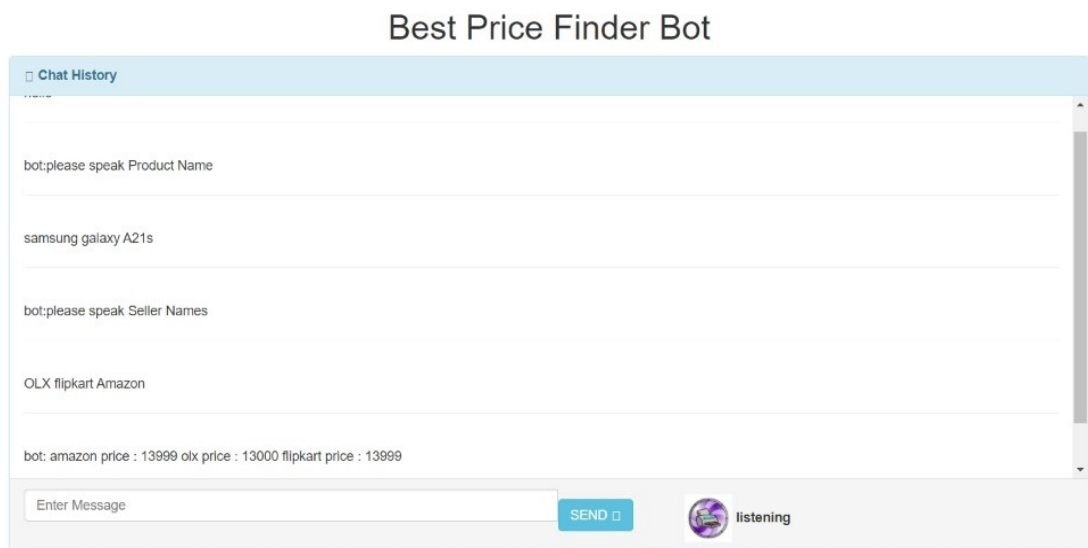 Best Price Finder Bot
Chat History
bot:please speak Product Name
samsung galaxy A21s
bot:please speak Seller Names
OLX flipkart Amazon
bot: amazon price : 13999 olx price : 13000 flipkart price : 13999
Enter Message
SEND
listening